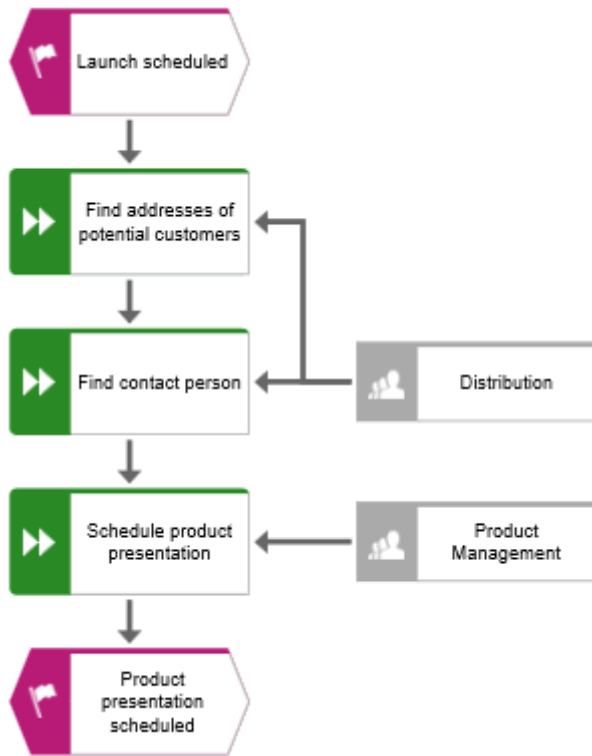 Launch scheduled
Find addresses of
potential customers
Find contact person
Distribution
Schedule product
presentation
Product
Management
Product
presentation
scheduled